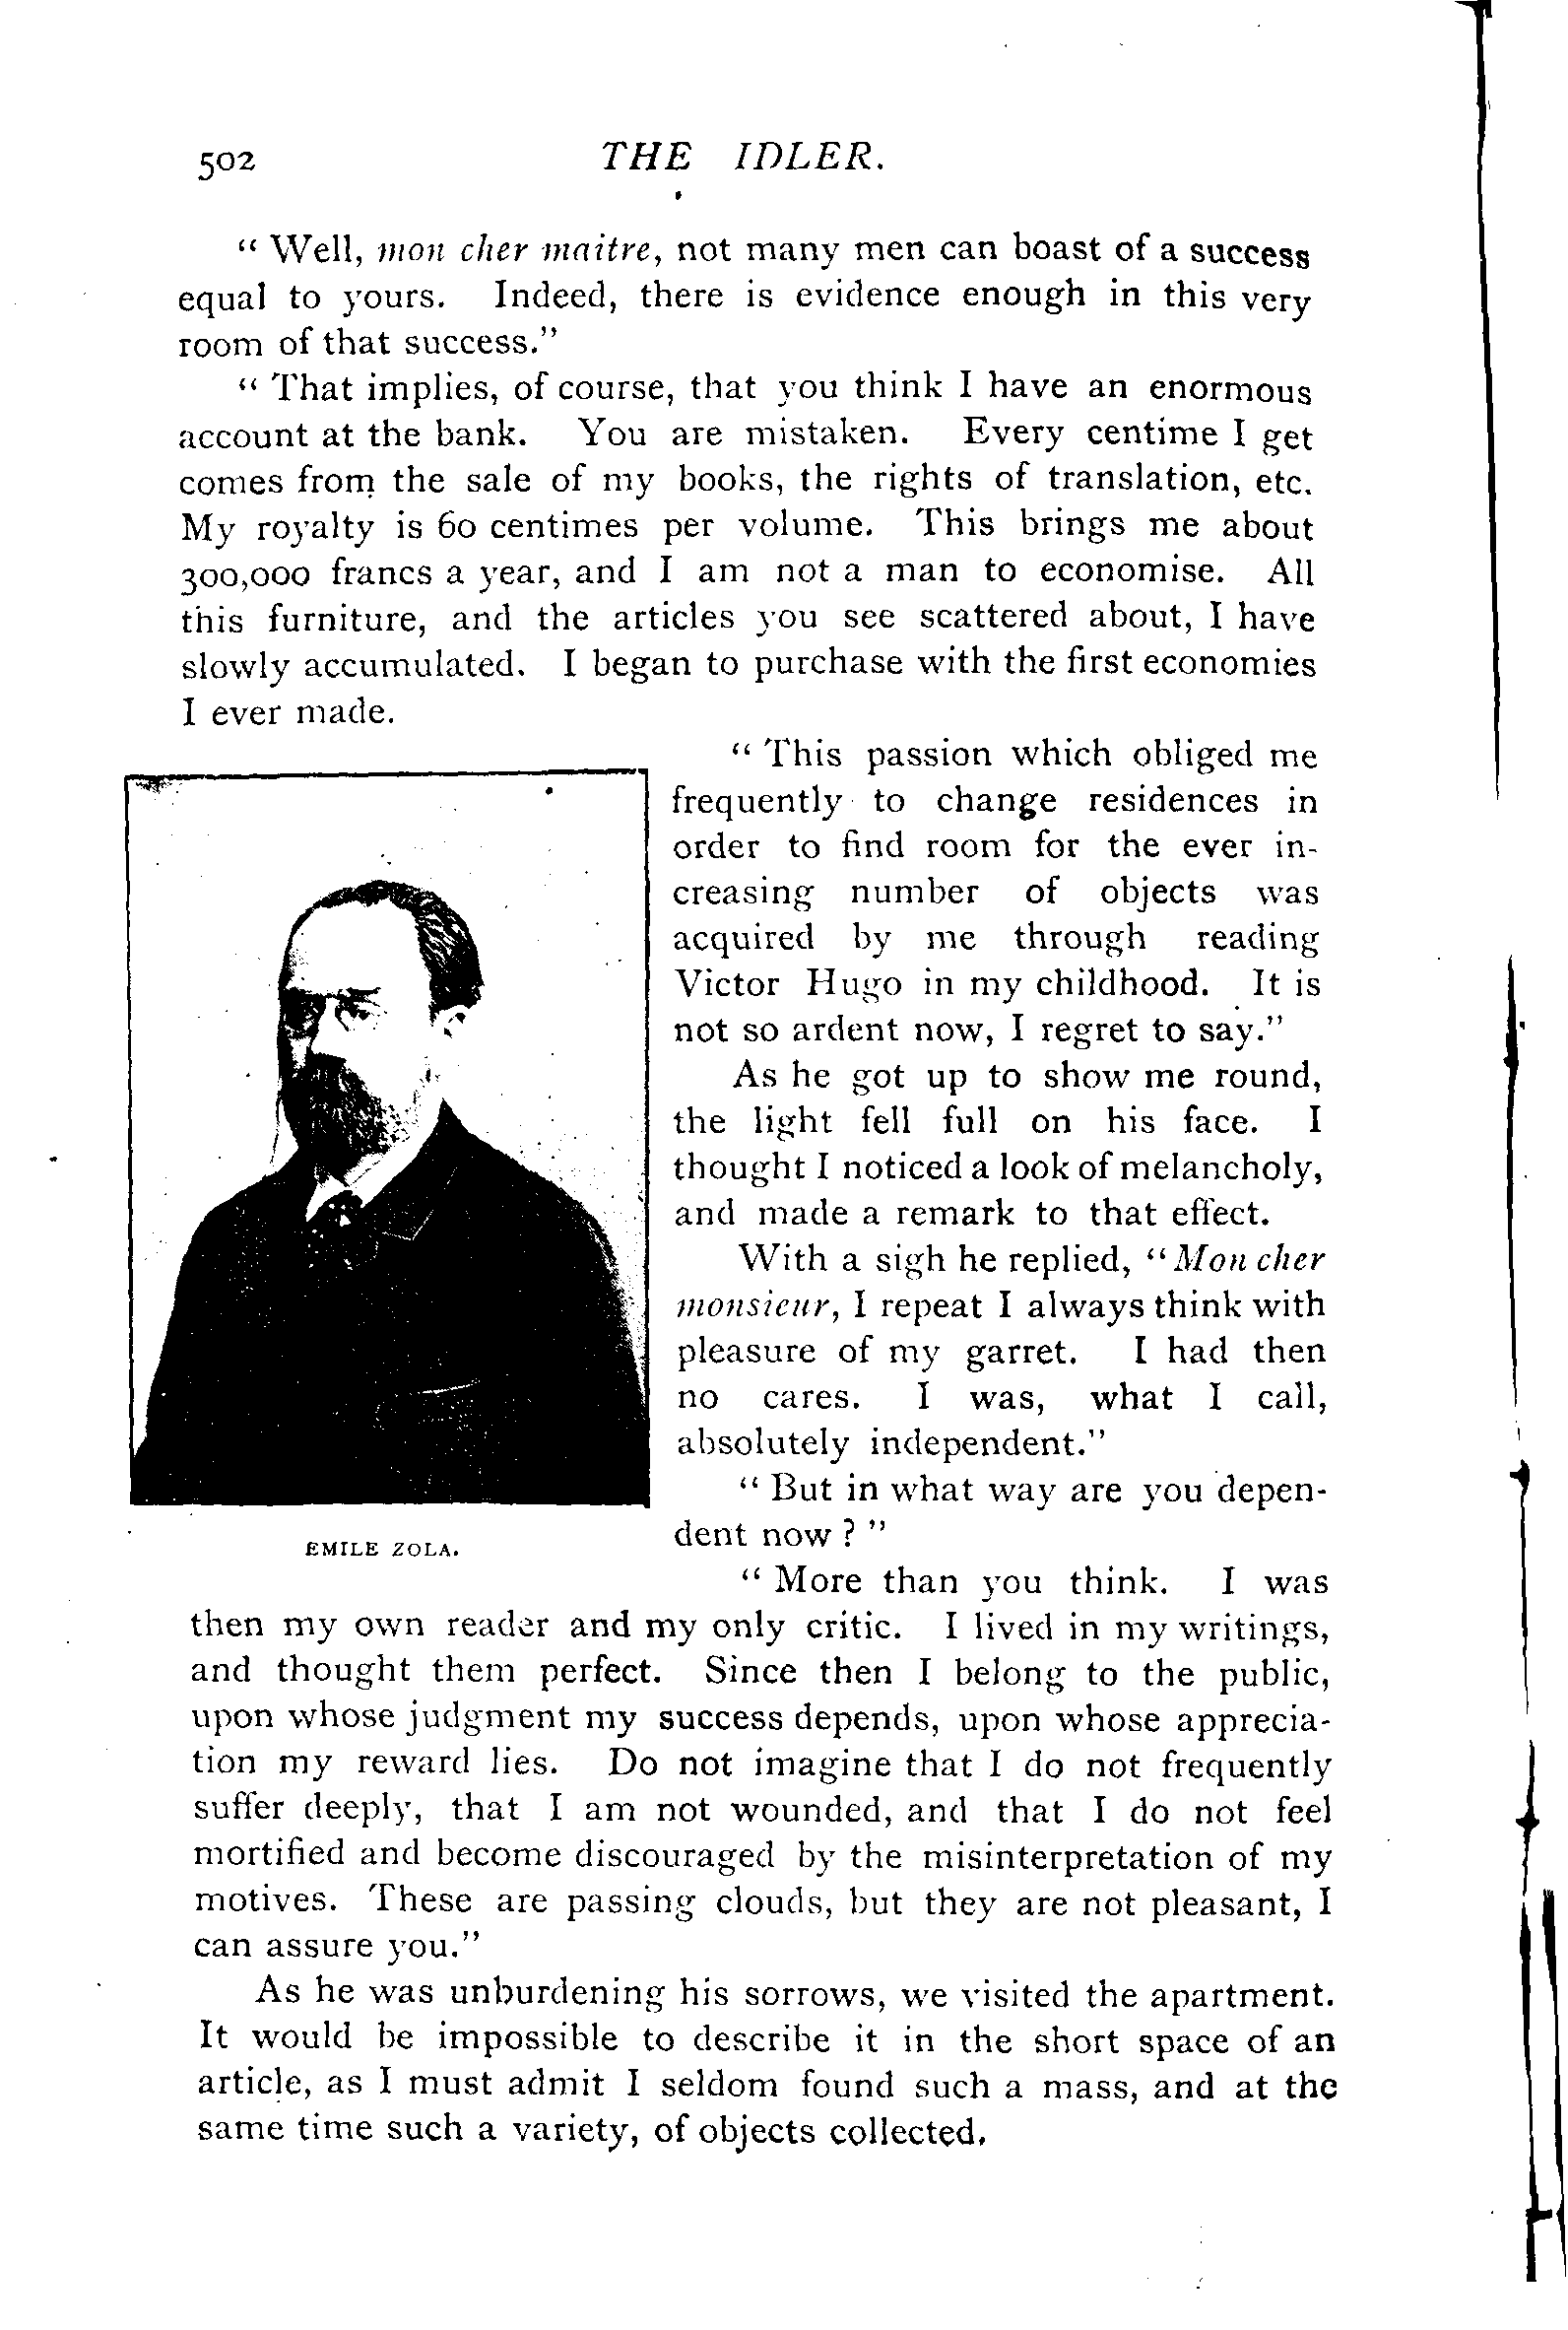 502 THE IDLER.
“ Well, mon cher maitre, not many men can boast of a success
equal to yours. Indeed, there is evidence enough in this very
room of that success.”
“ That implies, of course, that you think I have an enormous
account at the bank. You are mistaken. Every centime I get
comes from the sale of my books, the rights of translation, etc.
My royalty is 60 centimes per volume. This brings me about
300,000 francs a year, and I am not a man to economise. All
this furniture, and the articles you see scattered about, I have
slowly accumulated. I began to purchase with the first economies
I ever made.
“ This passion which obliged me
frequently to change residences in
order to find room for the ever in-
creasing number of objects was
acquired by me through reading
Victor Hugo in my childhood. It is
not so ardent now, I regret to say.”
As he got up to show me round,
the light fell full on his face. I
thought I noticed a look of melancholy,
and made a remark to that effect.
With a sigh he replied, “ Mon cher
monsieur, I repeat I always think with
pleasure of my garret. I had then
no cares. I was, what I call,
absolutely independent.”
“ But in what way are you depen-
dent now ? ”
EMILE ZOLA.
“ More than you think. I was
then my own reader and my only critic. I lived in my writings,
and thought them perfect. Since then I belong to the public,
upon whose judgment my success depends, upon whose apprecia-
tion my reward lies. Do not imagine that I do not frequently
suffer deeply, that I am not wounded, and that I do not feel
mortified and become discouraged by the misinterpretation of my
motives. These are passing clouds, but they are not pleasant, I
can assure you.”
As he was unburdening his sorrows, we visited the apartment.
It would be impossible to describe it in the short space of an
article, as I must admit I seldom found such a mass, and at the
same time such a variety, of objects collected.